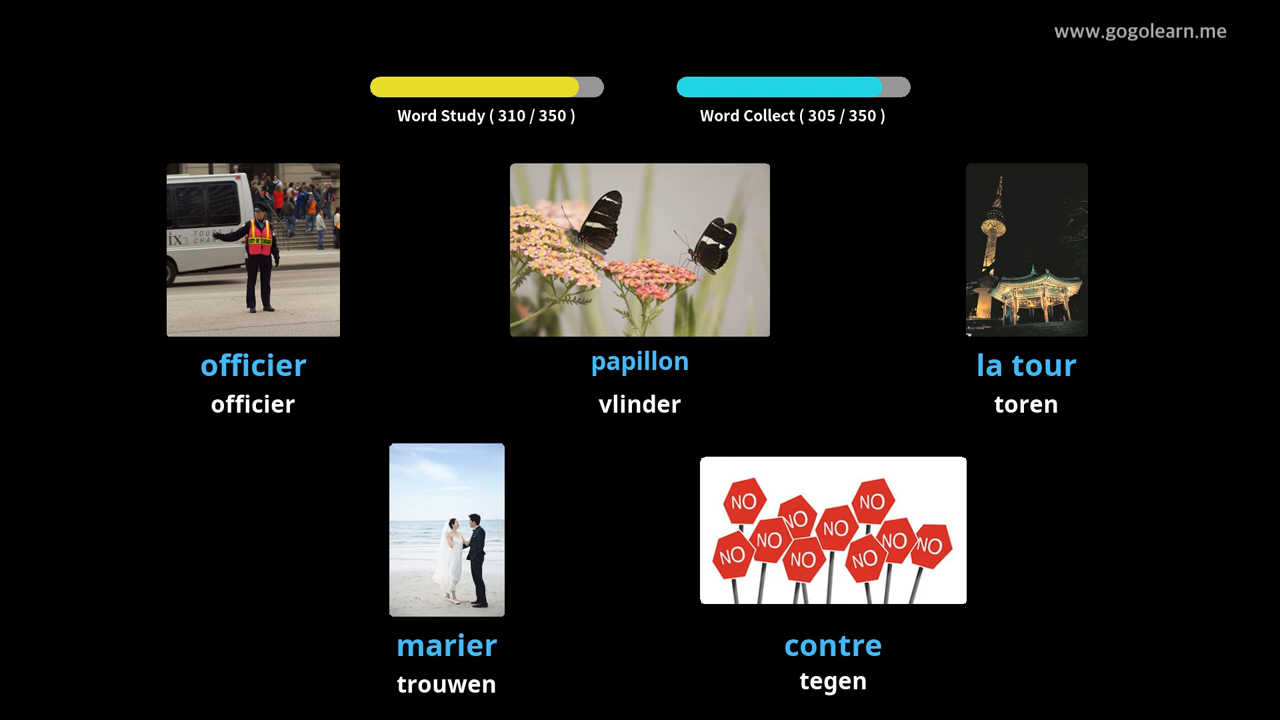 www.gogolearn.me
Word Study ( 310 / 350 )
Word Collect ( 305 / 350 )
officier
officier
papillon
vlinder
la tour
toren
NO
NO
NO
NO
NO
NO
NO
NO
NO
NO
marier
trouwen
contre
tegen